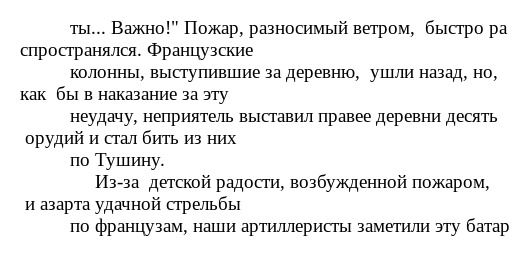 ты... Важно!" Пожар, разносимый ветром,  быстро ра
спространялся. Французские
колонны, выступившие за деревню,  ушли назад, но,
как  бы в наказание за эту
неудачу, неприятель выставил правее деревни десять
орудий и стал бить из них
по Тушину.
Из-за  детской радости, возбужденной пожаром,
и азарта удачной стрельбы
по французам, наши артиллеристы заметили эту батар